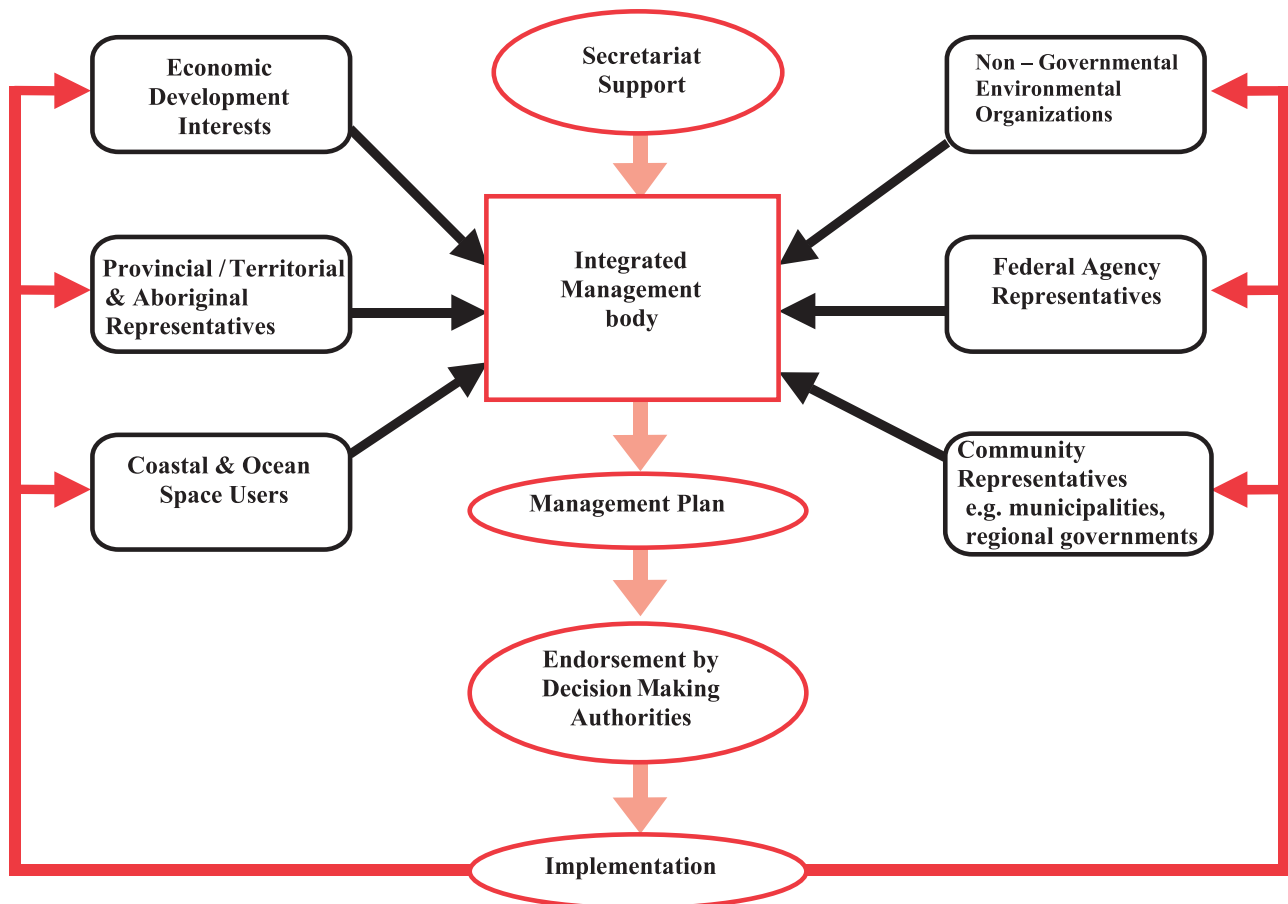 Economic
Development
Interests
Secretariat
Support
Non – Governmental
Environmental
Organizations
Provincial / Territorial
& Aboriginal
Representatives
Integrated
Management
body
Federal Agency
Representatives
Coastal & Ocean
Space Users
Community
Representatives
e.g. municipalities,
regional governments
Management Plan
Endorsement by
Decision Making
Authorities
Implementation